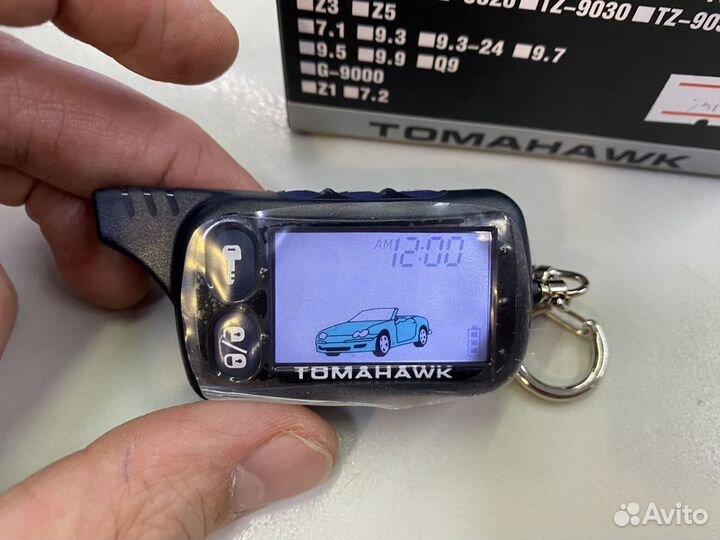 ■Z3 ■Z5
■TZ-9030 ■TZ-90
■7.1 ■9.3 ■9.3-24 ■9.7
■9.5 ■9.9 ■Q9
■G-9000
■Z1 ■7.2
TOMAHAWK
AM 12:00
TOMAHAWK
Avito